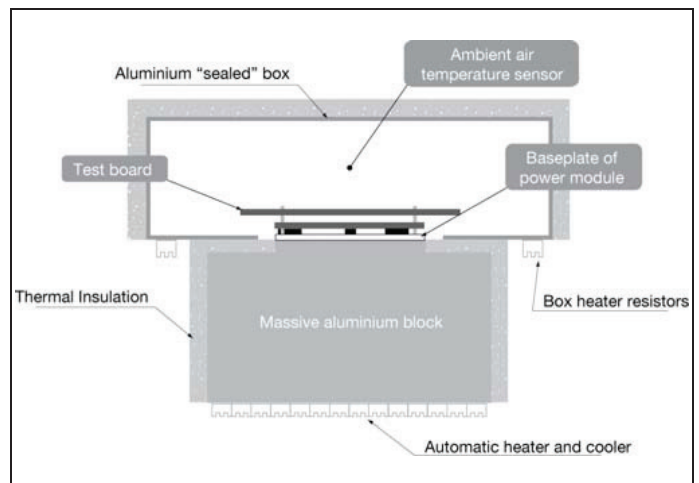 Ambient air
temperature sensor
Aluminium “sealed” box
Test board
Baseplate of
power module
Thermal Insulation
Box heater resistors
Massive aluminium block
Automatic heater and cooler